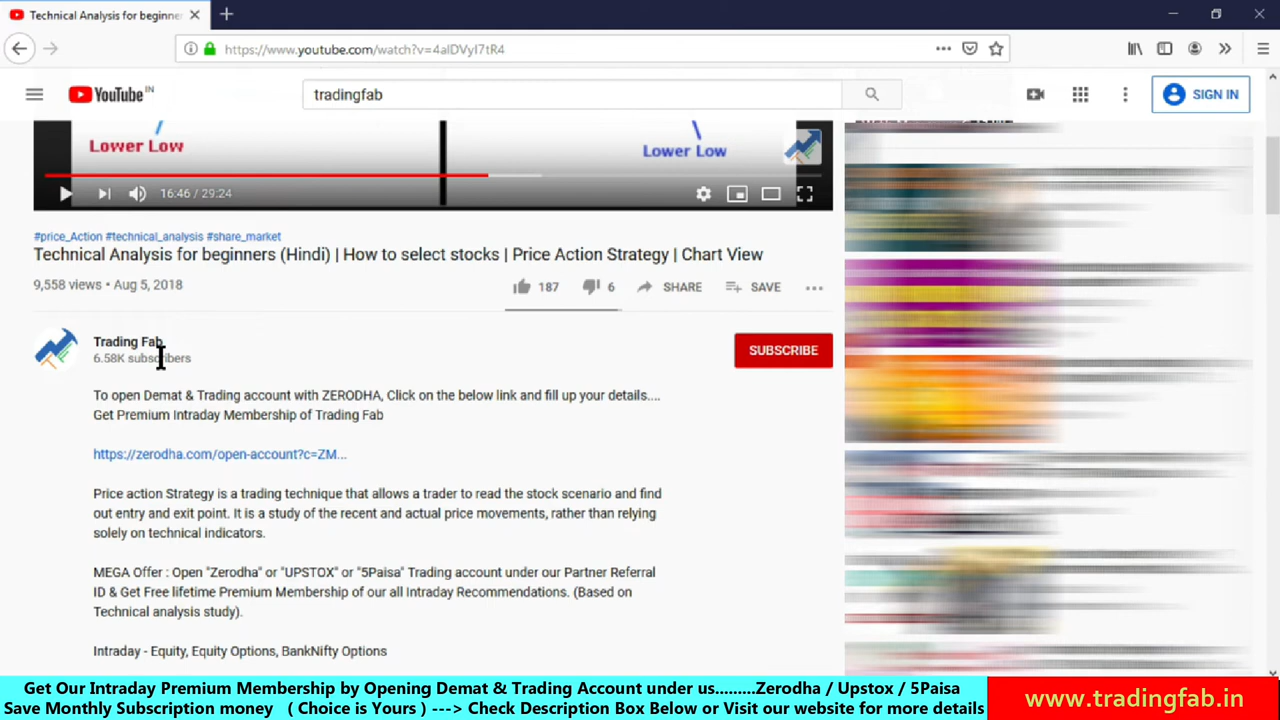 Technical Analysis for beginne
https://www.youtube.com/watch?v=4alDVyI7tR4
YouTube IN
tradingfab
SIGN IN
Lower Low
Lower Low
16:46 / 29:24
#price_Action #technical_analysis #share_market
Technical Analysis for beginners (Hindi) | How to select stocks | Price Action Strategy | Chart View
9,558 views • Aug 5, 2018
187
6
SHARE
SAVE
Trading Fab
6.58K subscribers
SUBSCRIBE
To open Demat & Trading account with ZERODHA, Click on the below link and fill up your details....
Get Premium Intraday Membership of Trading Fab
https://zerodha.com/open-account?c=ZM...
Price action Strategy is a trading technique that allows a trader to read the stock scenario and find
out entry and exit point. It is a study of the recent and actual price movements, rather than relying
solely on technical indicators.
MEGA Offer : Open "Zerodha" or "UPSTOX" or "5Paisa" Trading account under our Partner Referral
ID & Get Free lifetime Premium Membership of our all Intraday Recommendations. (Based on
Technical analysis study).
Intraday - Equity, Equity Options, BankNifty Options
Get Our Intraday Premium Membership by Opening Demat & Trading Account under us.........Zerodha / Upstox / 5Paisa
Save Monthly Subscription money ( Choice is Yours ) ---> Check Description Box Below or Visit our website for more details
www.tradingfab.in